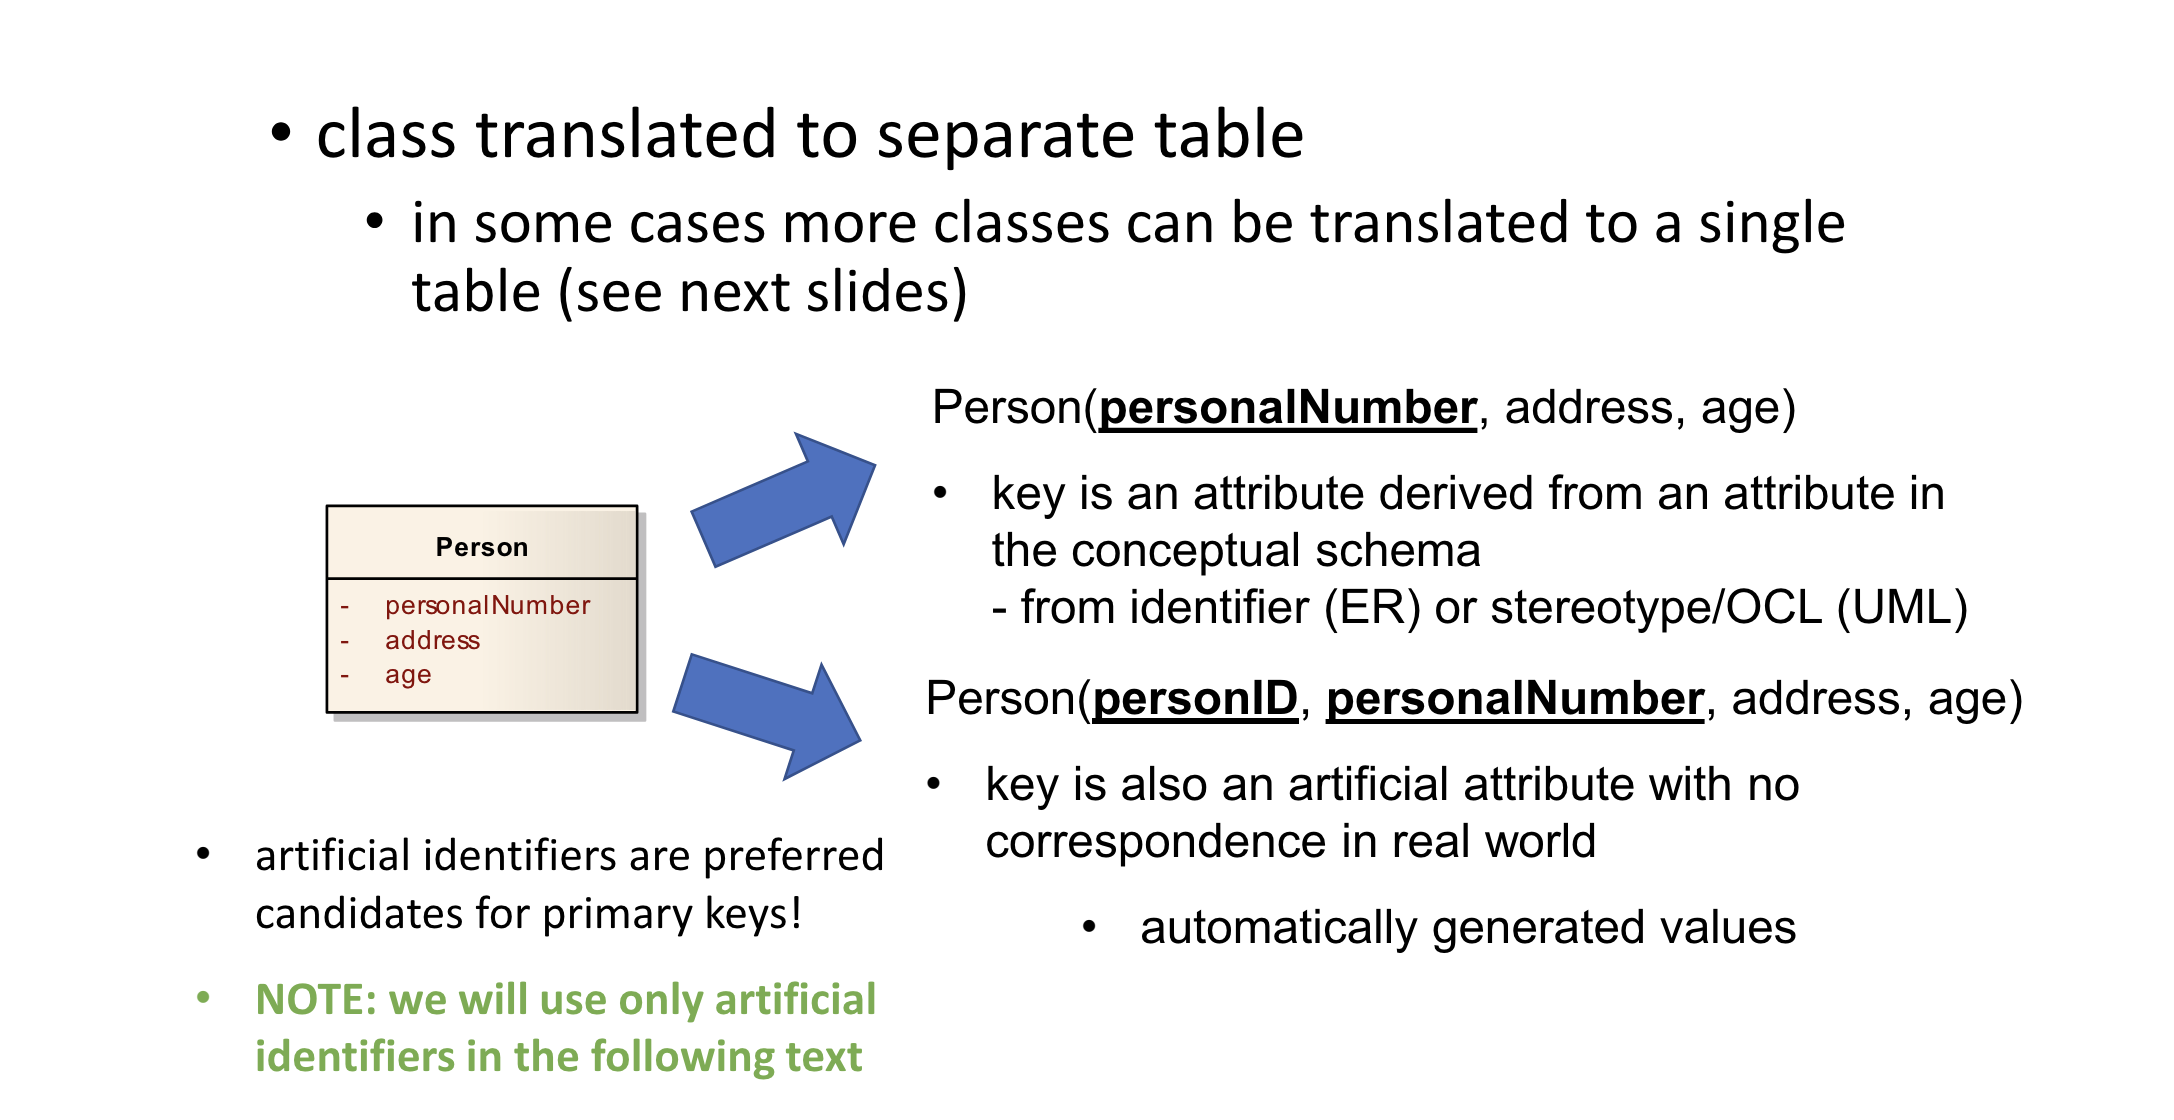 • class translated to separate table
• in some cases more classes can be translated to a single
table (see next slides)
Person
- personalNumber
- address
- age
Person(personalNumber, address, age)
• key is an attribute derived from an attribute in
the conceptual schema
- from identifier (ER) or stereotype/OCL (UML)
Person(personID, personalNumber, address, age)
• key is also an artificial attribute with no
correspondence in real world
• automatically generated values
• artificial identifiers are preferred
candidates for primary keys!
• NOTE: we will use only artificial
identifiers in the following text